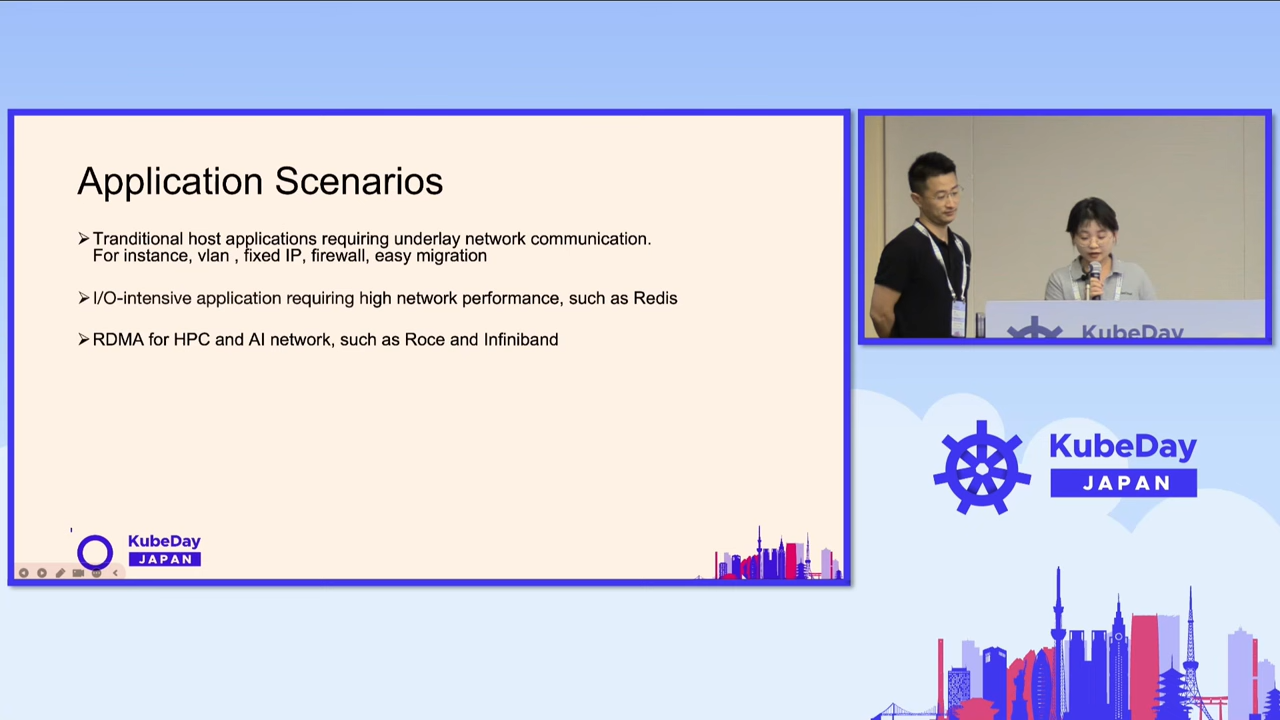 Application Scenarios
➢Tranditional host applications requiring underlay network communication.
For instance, vlan , fixed IP, firewall, easy migration
➢I/O-intensive application requiring high network performance, such as Redis
➢RDMA for HPC and AI network, such as Roce and Infiniband
KubeDay
JAPAN
KubeDay
KubeDay
JAPAN